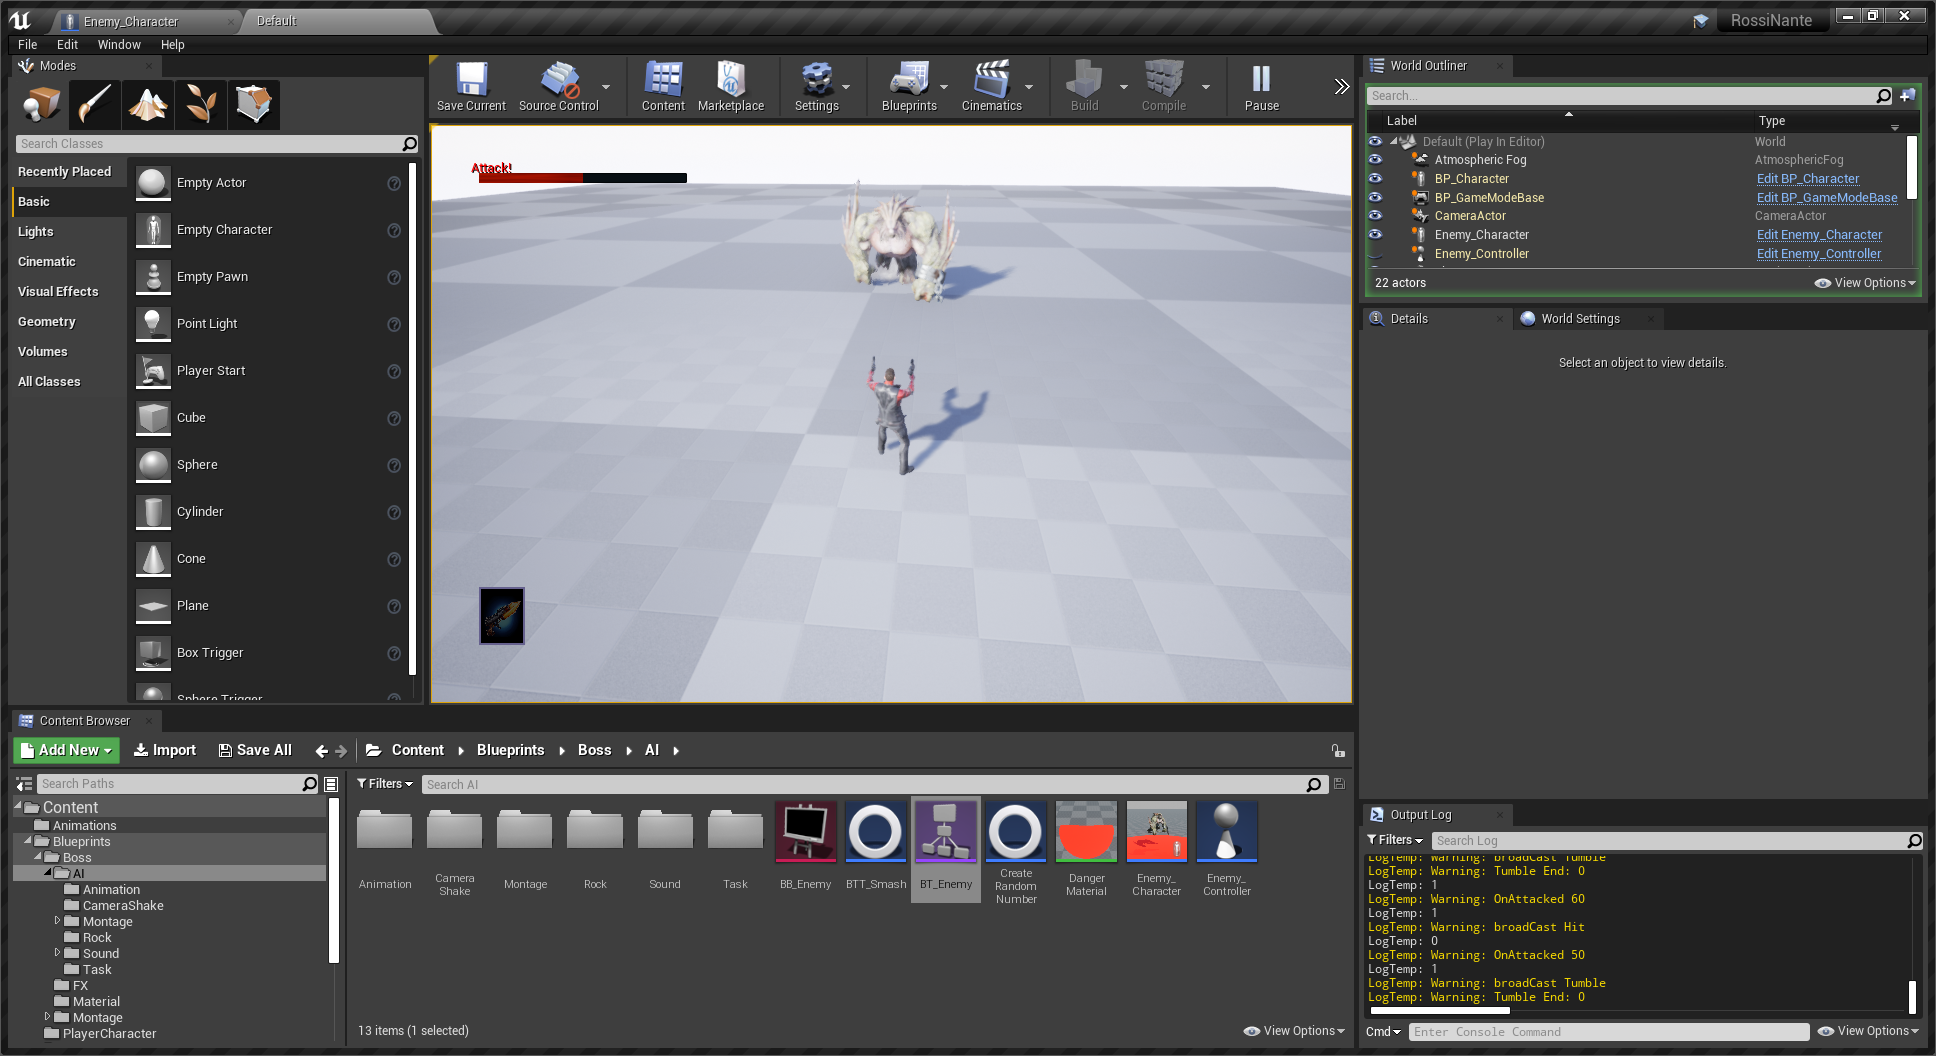 Enemy_Character
Default
RossiNante
File Edit Window Help
Modes
Search Classes
Recently Placed
Basic
Lights
Cinematic
Visual Effects
Geometry
Volumes
All Classes
Empty Actor
Empty Character
Empty Pawn
Point Light
Player Start
Cube
Sphere
Cylinder
Cone
Plane
Box Trigger
Sphere Trigger
Save Current
Source Control
Content
Marketplace
Settings
Blueprints
Cinematics
Build
Compile
Pause
Attack!
World Outliner
Search...
Label Type
Default (Play In Editor) World
Atmospheric Fog AtmosphericFog
BP_Character Edit BP_Character
BP_GameModeBase Edit BP_GameModeBase
CameraActor CameraActor
Enemy_Character Edit Enemy_Character
Enemy_Controller Edit Enemy_Controller
22 actors
View Options
Details
World Settings
Select an object to view details.
Content Browser
Add New
Import
Save All
Content
Blueprints
Boss
AI
Search Paths
Content
Animations
Blueprints
Boss
AI
Animation
CameraShake
Montage
Rock
Sound
Task
FX
Material
Montage
PlayerCharacter
Filters
Search AI
Animation
Camera
Shake
Montage
Rock
Sound
Task
BB_Enemy
BTT_Smash
BT_Enemy
Create
Random
Number
Danger
Material
Enemy_
Character
Enemy_
Controller
13 items (1 selected)
View Options
Output Log
Filters
Search Log
LogTemp: Warning: broadCast Tumble
LogTemp: Warning: Tumble End: 0
LogTemp: 1
LogTemp: Warning: OnAttacked 60
LogTemp: 1
LogTemp: Warning: broadCast Hit
LogTemp: 0
LogTemp: Warning: OnAttacked 50
LogTemp: 1
LogTemp: Warning: broadCast Tumble
LogTemp: Warning: Tumble End: 0
Cmd
Enter Console Command
View Options